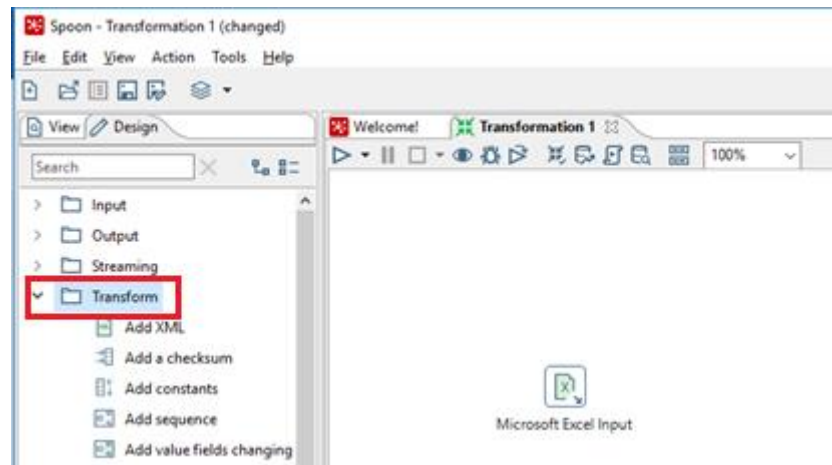 Spoon - Transformation 1 (changed)
File Edit View Action Tools Help
View Design
Welcome! Transformation 1
Search
100%
Input
Output
Streaming
Transform
Add XML
Add a checksum
Add constants
Add sequence
Add value fields changing
Microsoft Excel Input